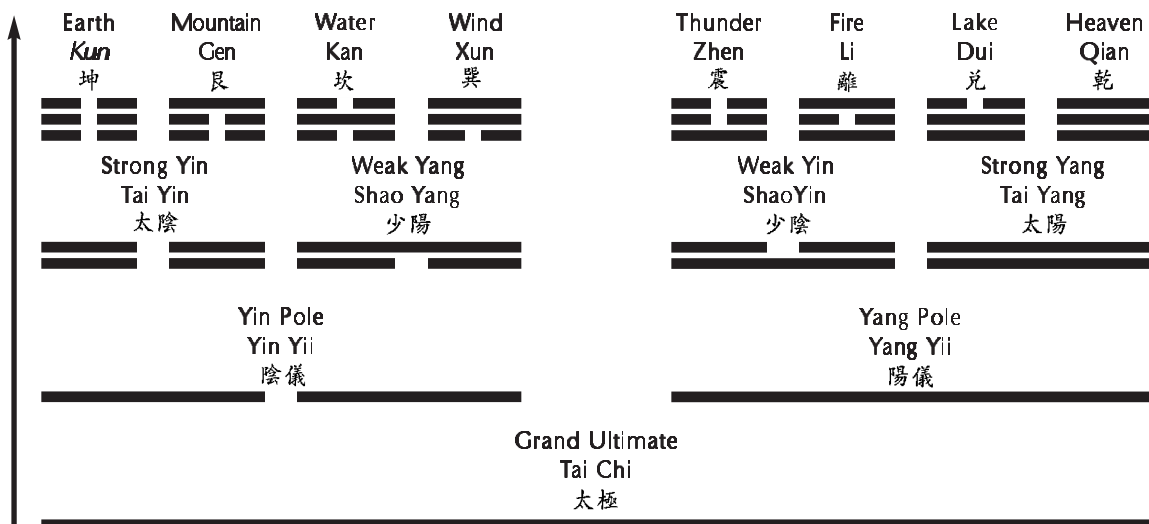 Earth
Kun
坤
Mountain
Gen
艮
Water
Kan
坎
Wind
Xun
巽
Thunder
Zhen
震
Fire
Li
離
Lake
Dui
兑
Heaven
Qian
乾
Strong Yin
Tai Yin
太陰
Weak Yang
Shao Yang
少陽
Weak Yin
ShaoYin
少陰
Strong Yang
Tai Yang
太陽
Yin Pole
Yin Yii
陰儀
Yang Pole
Yang Yii
陽儀
Grand Ultimate
Tai Chi
太極